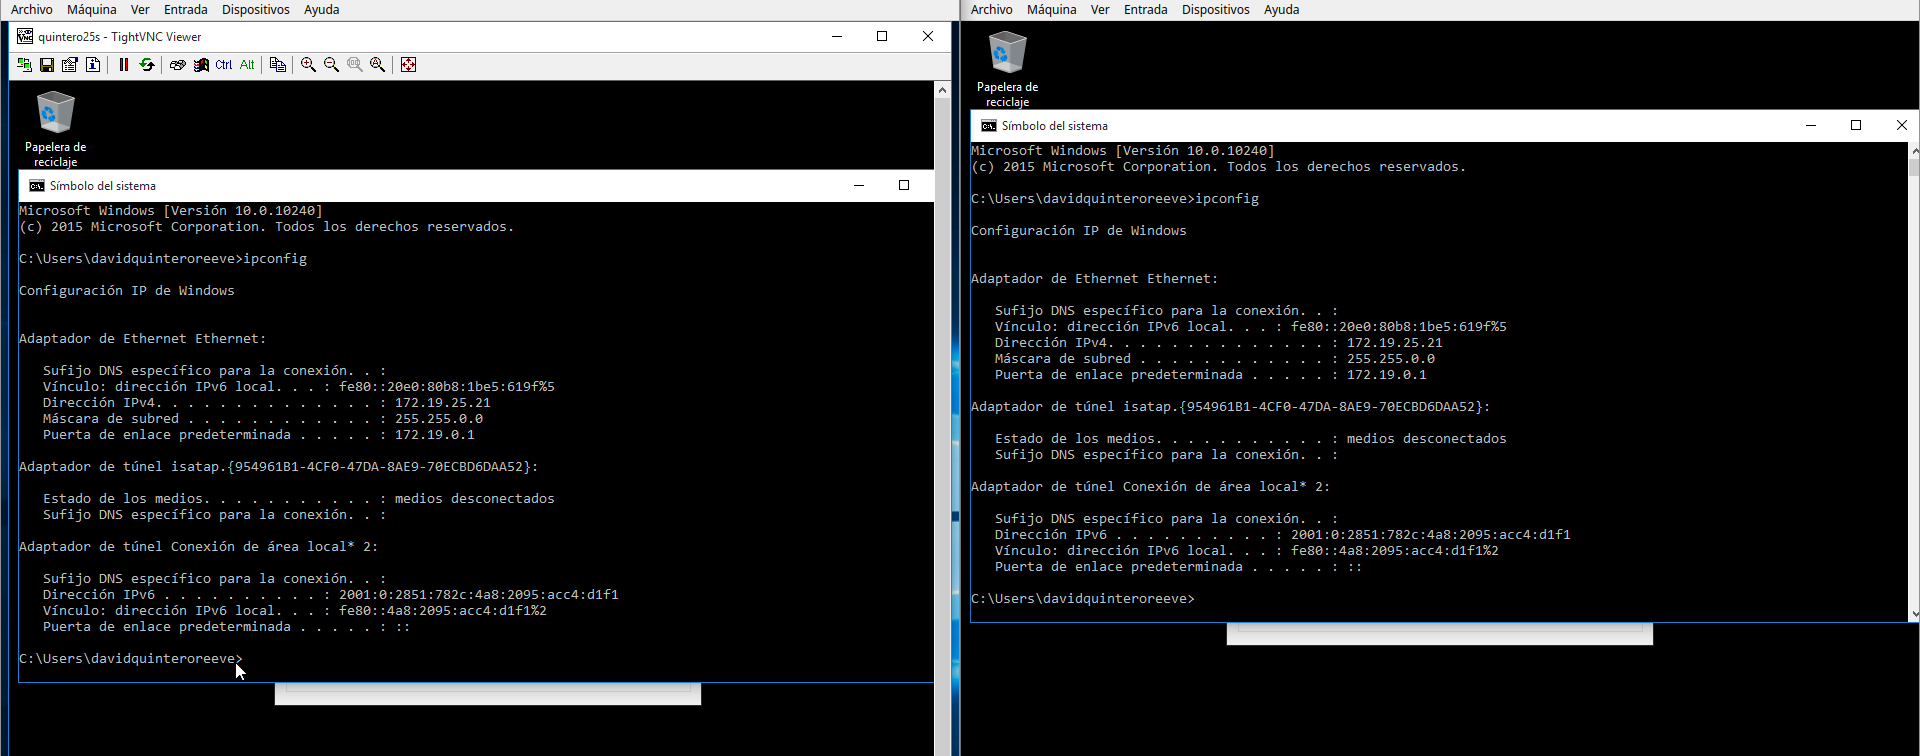 Archivo Máquina Ver Entrada Dispositivos Ayuda
quintero25s - TightVNC Viewer
Ctrl Alt
Papelera de
reciclaje
Símbolo del sistema
Microsoft Windows [Versión 10.0.10240]
(c) 2015 Microsoft Corporation. Todos los derechos reservados.
C:\Users\davidquinteroreeve>ipconfig
Configuración IP de Windows
Adaptador de Ethernet Ethernet:
Sufijo DNS específico para la conexión. . :
Vínculo: dirección IPv6 local. . . : fe80::20e0:80b8:1be5:619f%5
Dirección IPv4. . . . . . . . . . . . . . : 172.19.25.21
Máscara de subred . . . . . . . . . . . . : 255.255.0.0
Puerta de enlace predeterminada . . . . . : 172.19.0.1
Adaptador de túnel isatap.{954961B1-4CF0-47DA-8AE9-70ECBD6DAA52}:
Estado de los medios. . . . . . . . . . . : medios desconectados
Sufijo DNS específico para la conexión. . :
Adaptador de túnel Conexión de área local* 2:
Sufijo DNS específico para la conexión. . :
Dirección IPv6 . . . . . . . . . . : 2001:0:2851:782c:4a8:2095:acc4:d1f1
Vínculo: dirección IPv6 local. . . : fe80::4a8:2095:acc4:d1f1%2
Puerta de enlace predeterminada . . . . . : ::
C:\Users\davidquinteroreeve>
Archivo Máquina Ver Entrada Dispositivos Ayuda
Papelera de
reciclaje
Símbolo del sistema
Microsoft Windows [Versión 10.0.10240]
(c) 2015 Microsoft Corporation. Todos los derechos reservados.
C:\Users\davidquinteroreeve>ipconfig
Configuración IP de Windows
Adaptador de Ethernet Ethernet:
Sufijo DNS específico para la conexión. . :
Vínculo: dirección IPv6 local. . . : fe80::20e0:80b8:1be5:619f%5
Dirección IPv4. . . . . . . . . . . . . . : 172.19.25.21
Máscara de subred . . . . . . . . . . . . : 255.255.0.0
Puerta de enlace predeterminada . . . . . : 172.19.0.1
Adaptador de túnel isatap.{954961B1-4CF0-47DA-8AE9-70ECBD6DAA52}:
Estado de los medios. . . . . . . . . . . : medios desconectados
Sufijo DNS específico para la conexión. . :
Adaptador de túnel Conexión de área local* 2:
Sufijo DNS específico para la conexión. . :
Dirección IPv6 . . . . . . . . . . : 2001:0:2851:782c:4a8:2095:acc4:d1f1
Vínculo: dirección IPv6 local. . . : fe80::4a8:2095:acc4:d1f1%2
Puerta de enlace predeterminada . . . . . : ::
C:\Users\davidquinteroreeve>